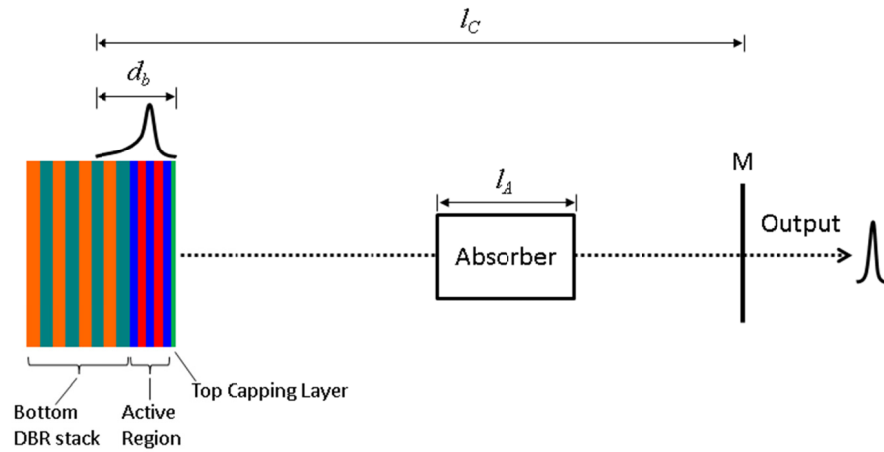 l_C
d_b
M
l_A
Output
Absorber
Top Capping Layer
Bottom
DBR stack
Active
Region